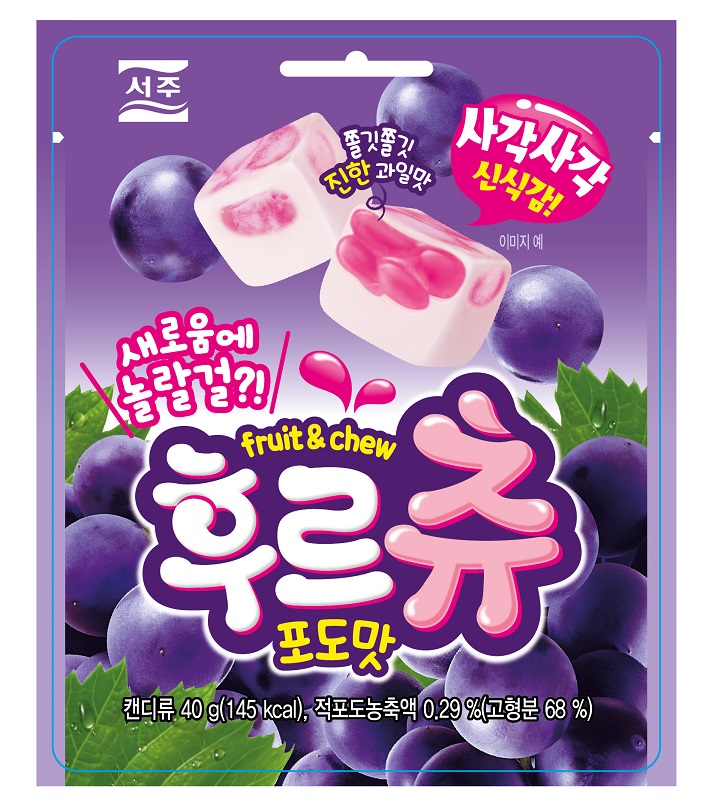 서주
쫄깃쫄깃
진한 과일맛
사각사각
신식감!
이미지 예
새로움에
놀랄걸?!
fruit & chew
후르츄
포도맛
캔디류 40 g(145 kcal), 적포도농축액 0.29 %(고형분 68 %)